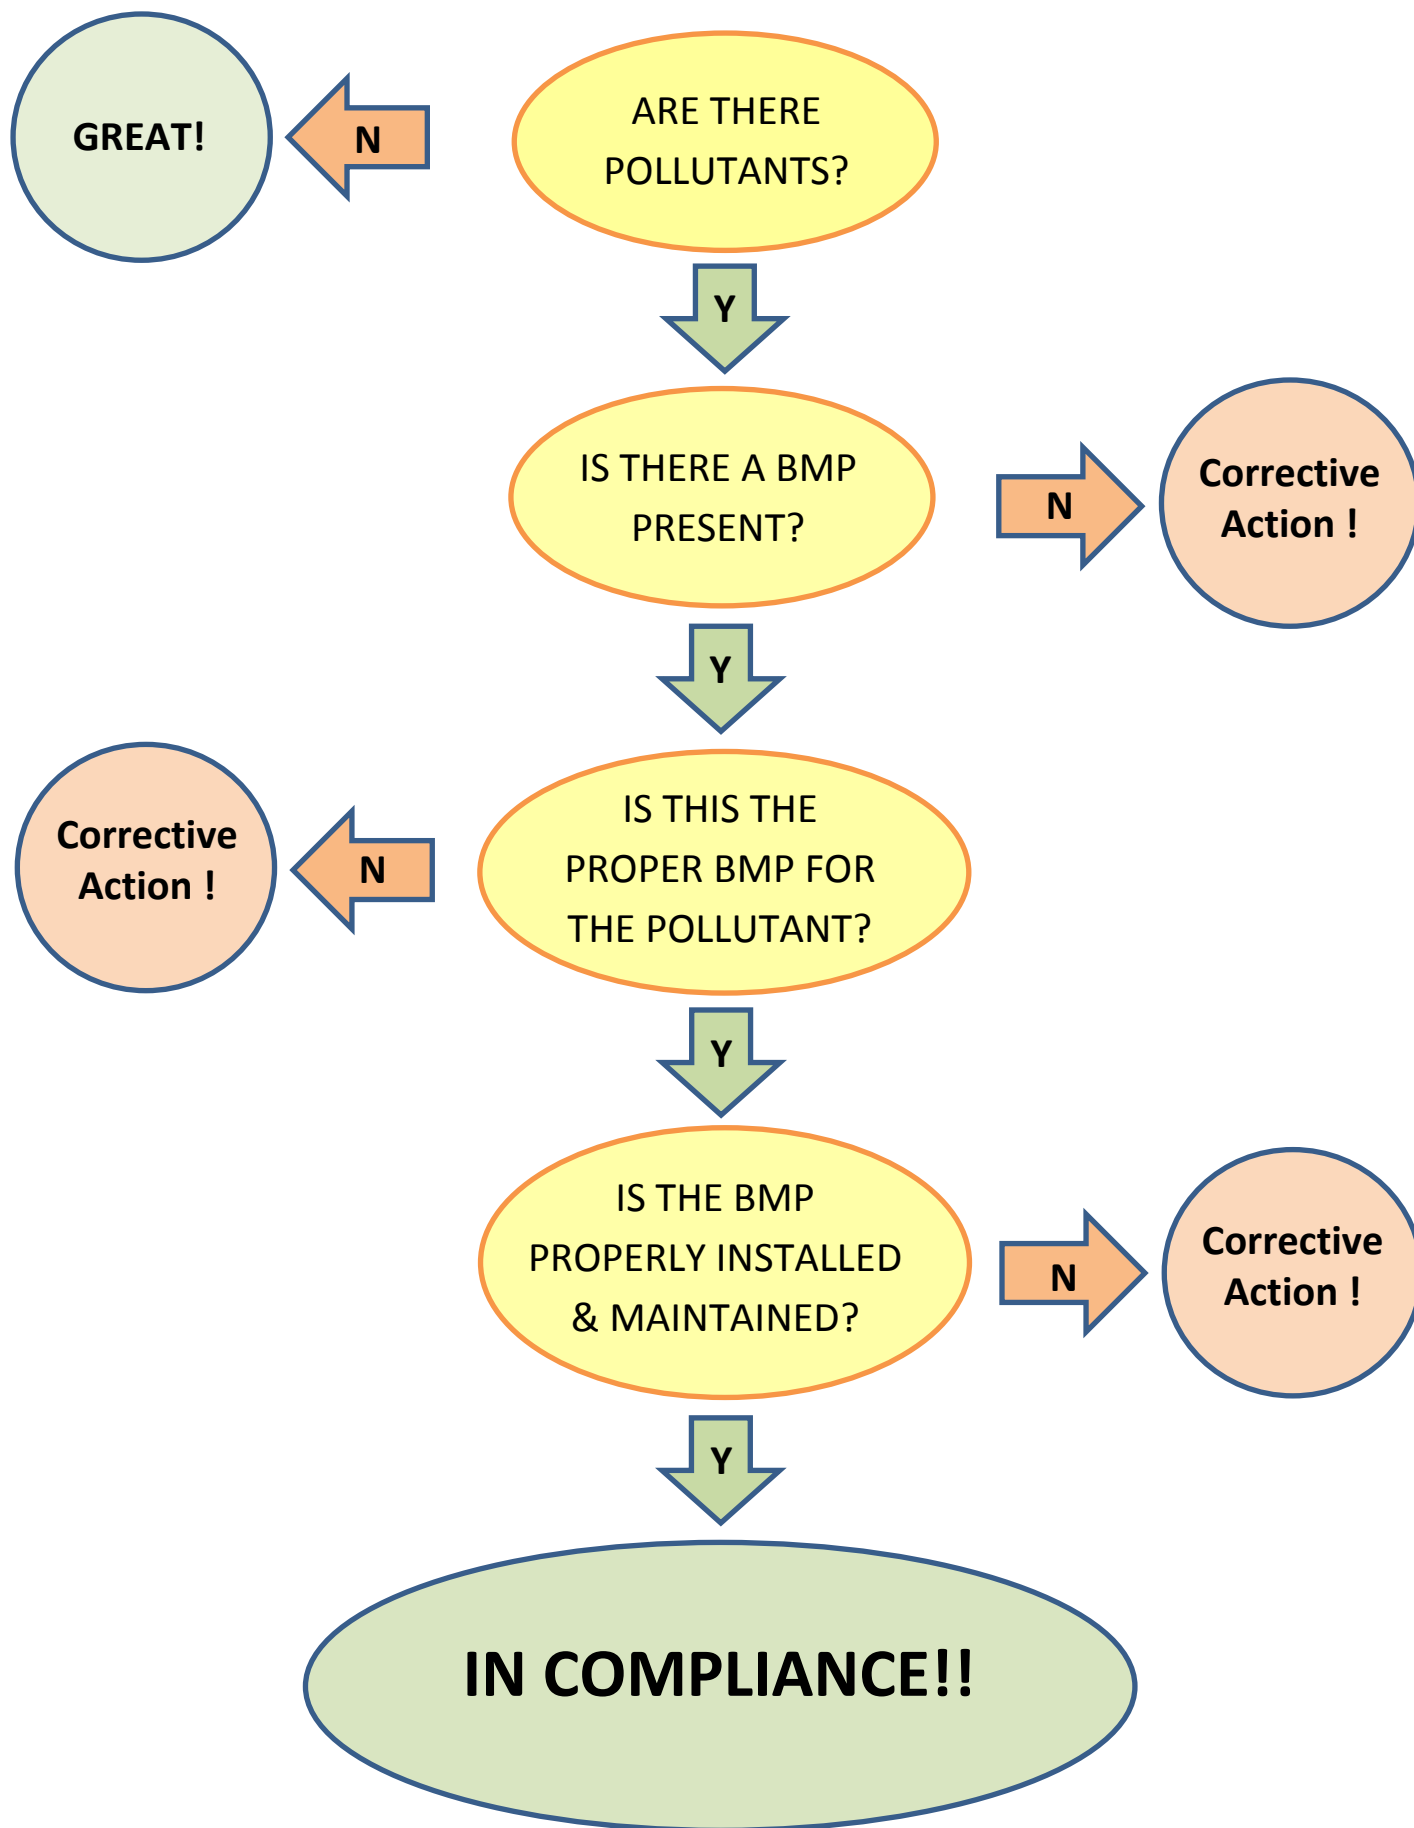 GREAT!
N
ARE THERE
POLLUTANTS?
Y
IS THERE A BMP
PRESENT?
N
Corrective
Action !
Y
Corrective
Action !
N
IS THIS THE
PROPER BMP FOR
THE POLLUTANT?
Y
IS THE BMP
PROPERLY INSTALLED
& MAINTAINED?
N
Corrective
Action !
Y
IN COMPLIANCE!!